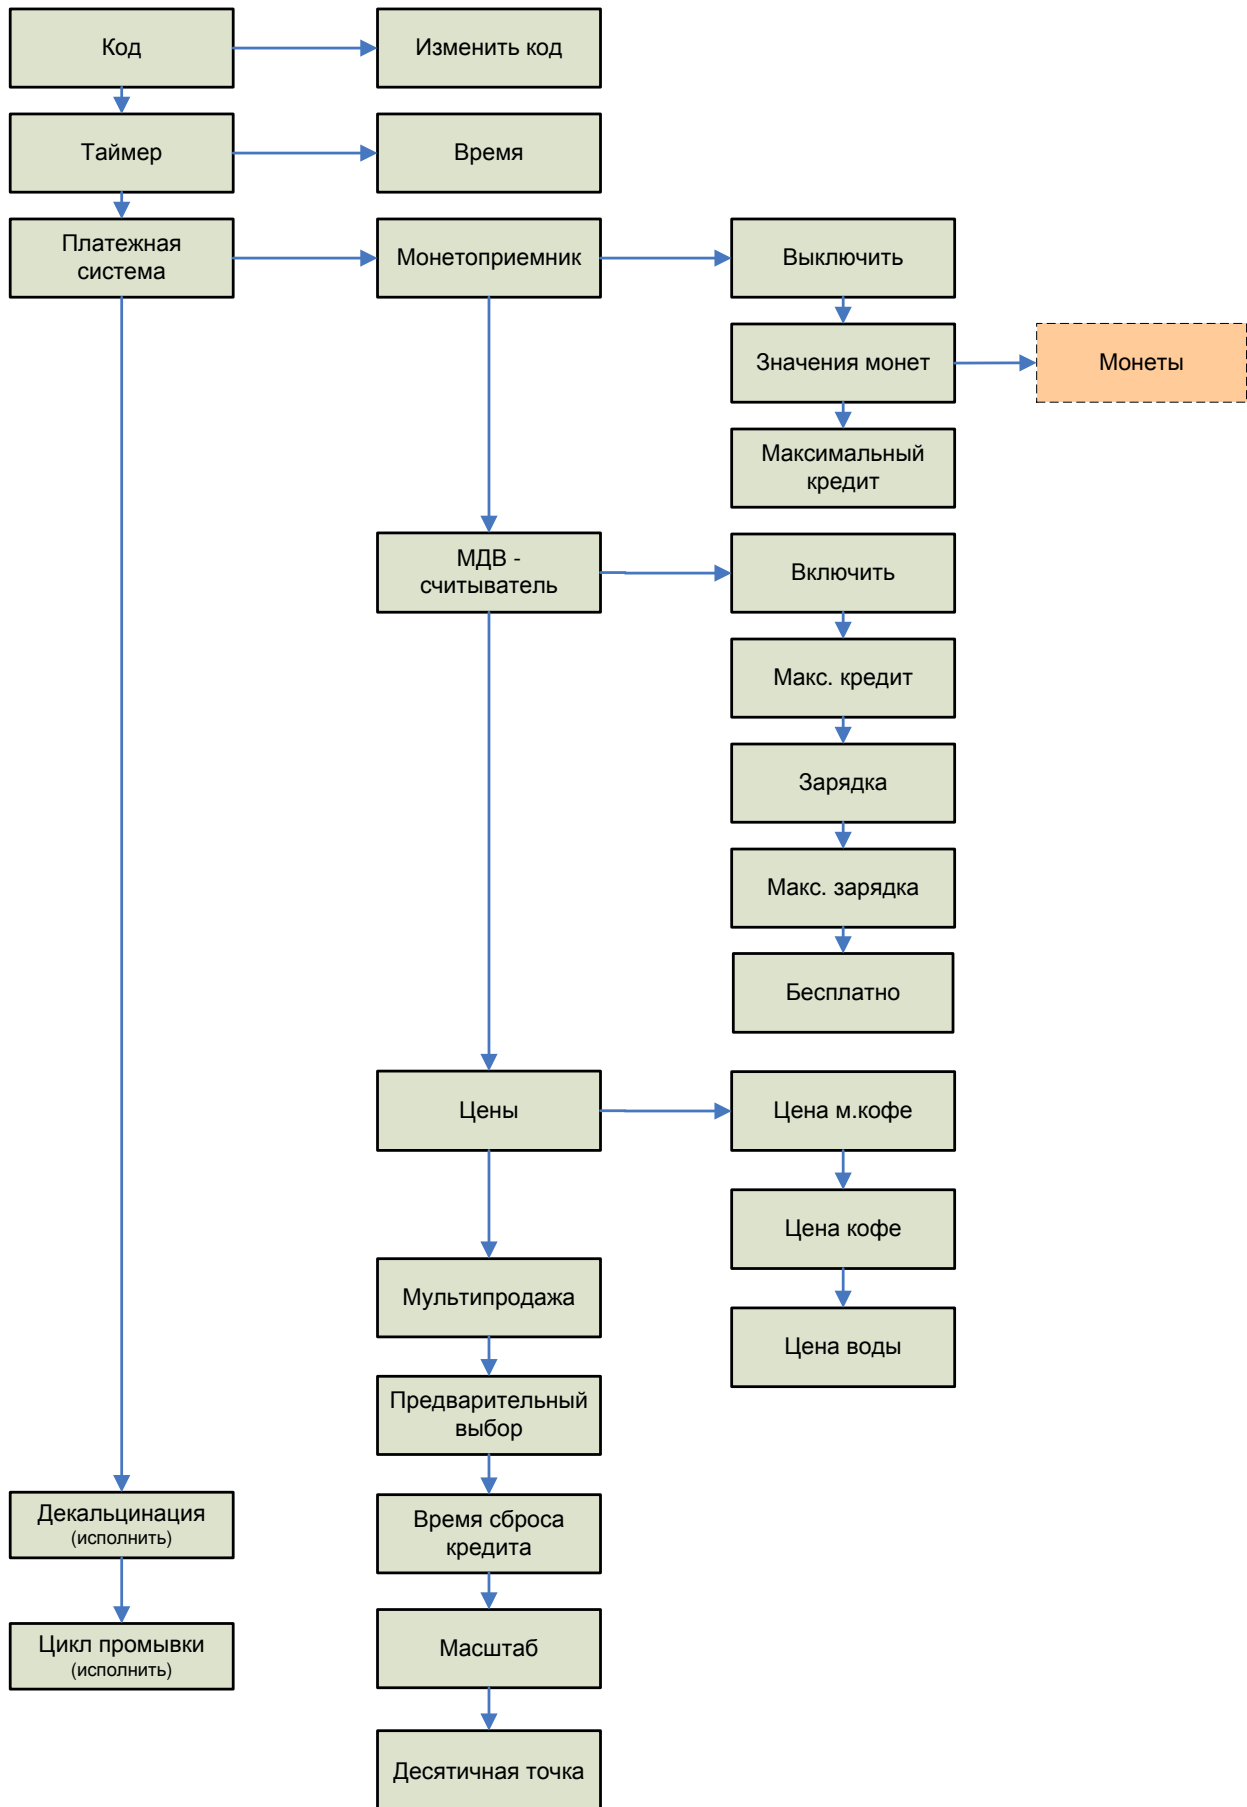 Код
Изменить код
Таймер
Время
Платежная
система
Монетоприемник
Выключить
Значения монет
Монеты
Максимальный
кредит
МДВ -
считыватель
Включить
Макс. кредит
Зарядка
Макс. зарядка
Бесплатно
Цены
Цена м.кофе
Цена кофе
Мультипродажа
Цена воды
Предварительный
выбор
Декальцинация
(исполнить)
Время сброса
кредита
Цикл промывки
(исполнить)
Масштаб
Десятичная точка